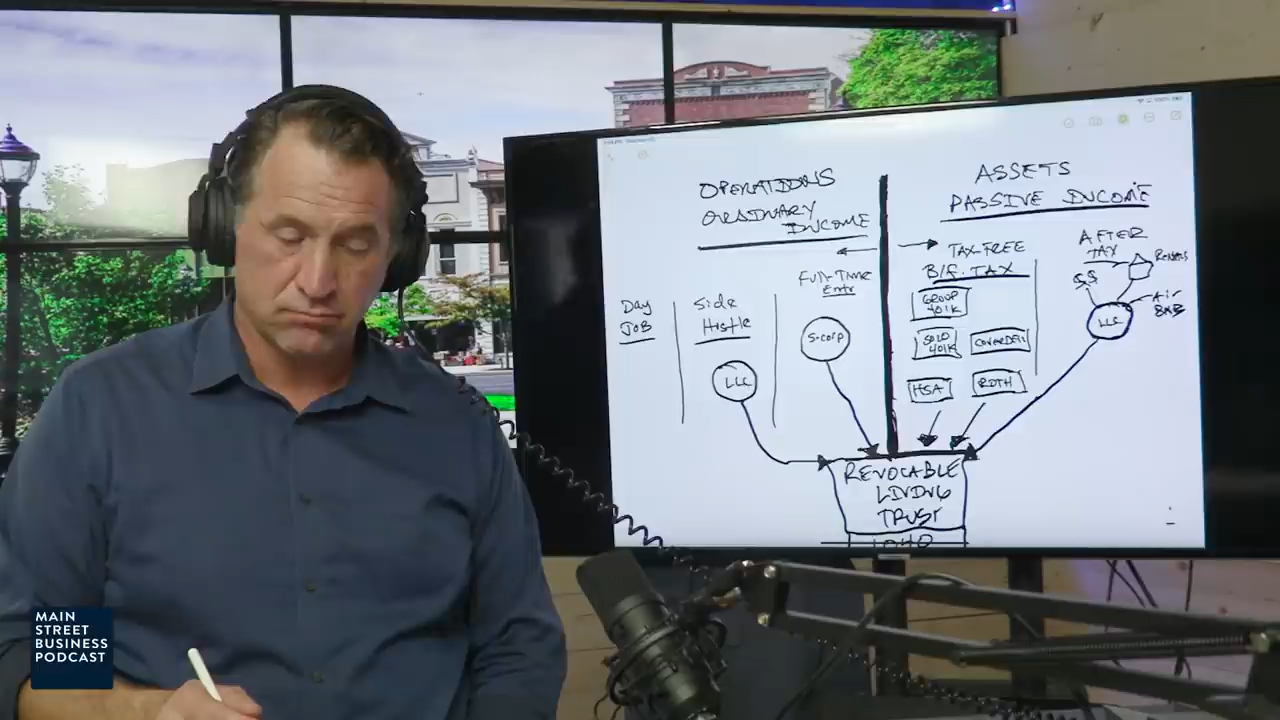 OPERATIONS
ORDINARY
INCOME
ASSETS
PASSIVE INCOME
Day
JOB
Side
Hustle
LLC
Full-Time
Entr
S-corp
TAX-FREE
B/F. TAX
GROUP
401K
SOLO
401K
COVERDELL
HSA
ROTH
AFTER
TAX
$$
Rentals
Air
BNB
LLC
REVOCABLE
LIVING
TRUST
1040
MAIN
STREET
BUSINESS
PODCAST